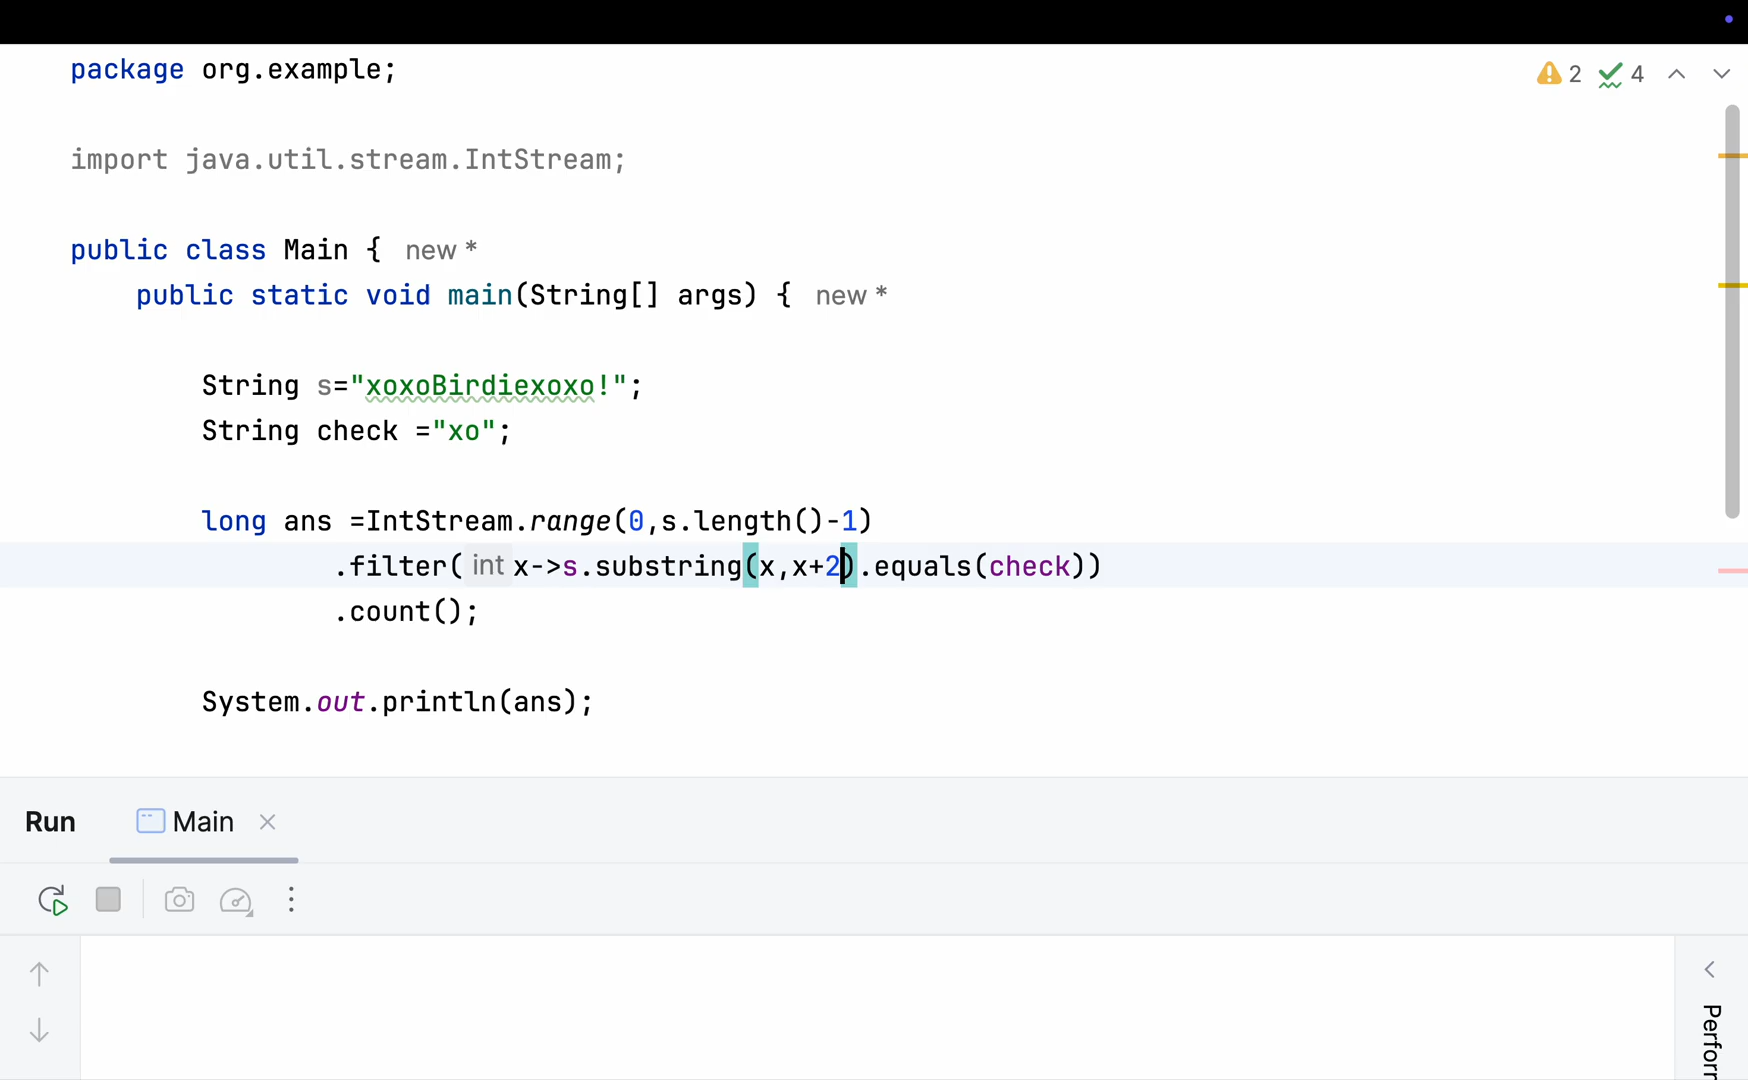 package org.example;
2 4
import java.util.stream.IntStream;
public class Main { new *
public static void main(String[] args) { new *
String s="xoxoBirdiexoxo!";
String check ="xo";
long ans =IntStream.range(0,s.length()-1)
.filter( int x->s.substring(x,x+2).equals(check))
.count();
System.out.println(ans);
Run Main
Perfor